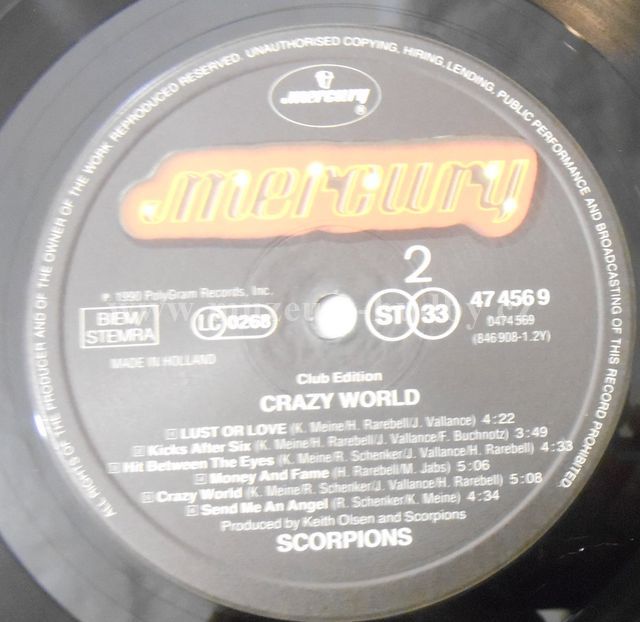 ALL RIGHTS OF THE PRODUCER AND OF THE OWNER OF THE WORK REPRODUCED RESERVED. UNAUTHORISED COPYING, HIRING, LENDING, PUBLIC PERFORMANCE AND BROADCASTING OF THIS RECORD PROHIBITED.
mercury
®
mercury
2
℗ 1990 PolyGram Records, Inc.
BIEM/
STEMRA
LC 0268
ST 33
47 456 9
0474569
(846 908-1.2Y)
MADE IN HOLLAND
Club Edition
CRAZY WORLD
LUST OR LOVE (K. Meine/H. Rarebell/J. Vallance) 4:22
Kicks After Six (K. Meine/H. Rarebell/J. Vallance/F. Buchnotz) 3:49
Hit Between The Eyes (K. Meine/R. Schenker/J. Vallance/H. Rarebell) 4:33
Money and Fame (H. Rarebell/M. Jabs) 5:06
Crazy World (K. Meine/R. Schenker/J. Vallance/H. Rarebell) 5:08
Send Me An Angel (R. Schenker/K. Meine) 4:34
Produced by Keith Olsen and Scorpions
SCORPIONS